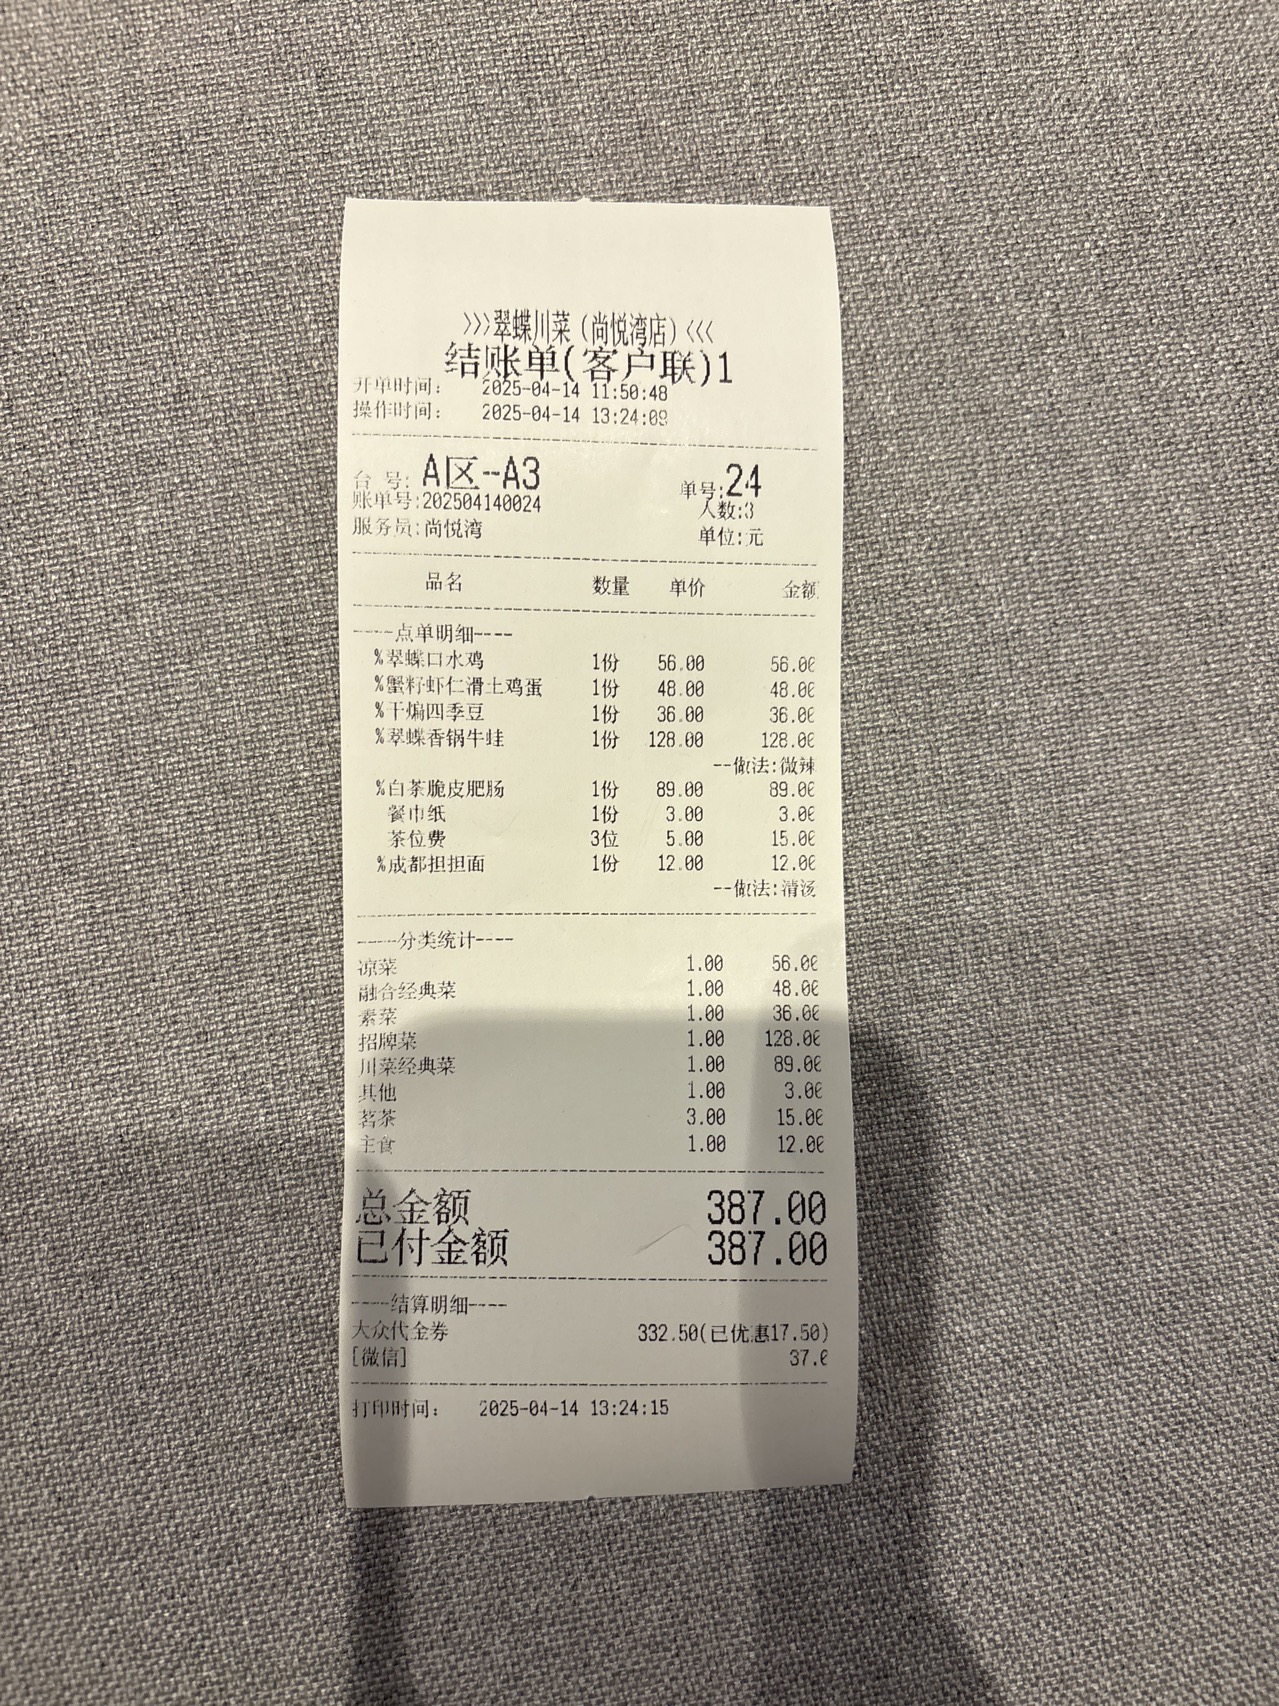 >>>翠蝶川菜(尚悦湾店)<<<
结账单(客户联)1
开单时间: 2025-04-14 11:50:48
操作时间: 2025-04-14 13:24:09
台 号: A区--A3 单号:24
账单号:202504140024 人数:3
服务员:尚悦湾 单位:元
品名 数量 单价 金额
----点单明细----
%翠蝶口水鸡 1份 56.00 56.00
%蟹籽虾仁滑土鸡蛋 1份 48.00 48.00
%干煸四季豆 1份 36.00 36.00
%翠蝶香锅牛蛙 1份 128.00 128.00
--做法:微辣
%白茶脆皮肥肠 1份 89.00 89.00
餐巾纸 1份 3.00 3.00
茶位费 3位 5.00 15.00
%成都担担面 1份 12.00 12.00
--做法:清汤
----分类统计----
凉菜 1.00 56.00
融合经典菜 1.00 48.00
素菜 1.00 36.00
招牌菜 1.00 128.00
川菜经典菜 1.00 89.00
其他 1.00 3.00
茗茶 3.00 15.00
主食 1.00 12.00
总金额 387.00
已付金额 387.00
----结算明细----
大众代金券 332.50(已优惠17.50)
[微信] 37.0
打印时间: 2025-04-14 13:24:15